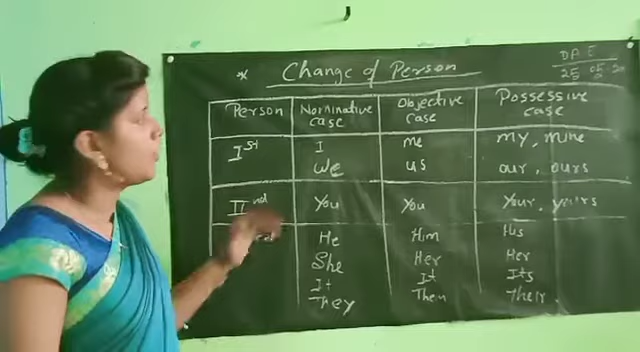 * Change of Person
DATE
25
Person Nominative case Objective case Possessive case
Ist I me my, mine
We us our, ours
IInd You You Your, yours
He Him His
She Her Her
It It Its
They Them Their